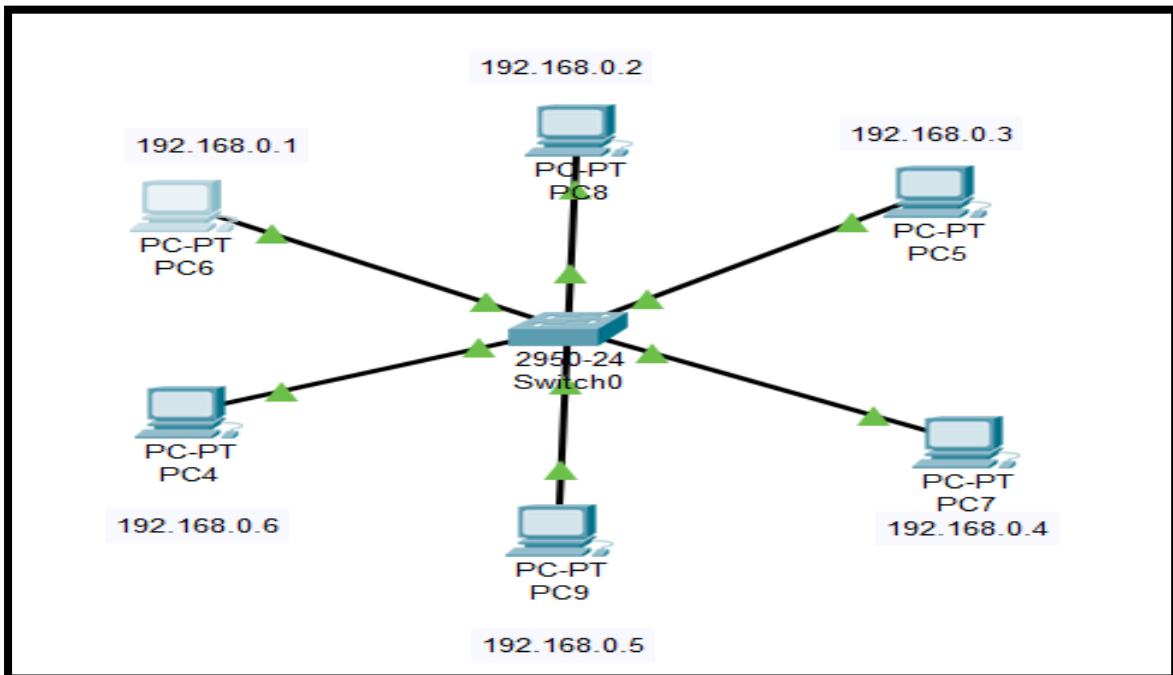 192.168.0.2
192.168.0.1
192.168.0.3
PC-PT
PC8
PC-PT
PC5
PC-PT
PC6
2950-24
Switch0
PC-PT
PC4
192.168.0.6
PC-PT
PC7
192.168.0.4
PC-PT
PC9
192.168.0.5